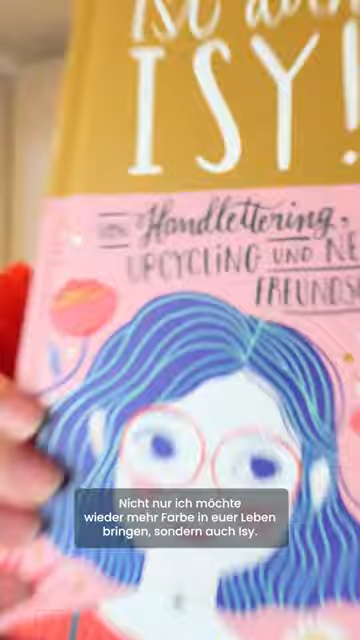 ISY!
Handlettering,
UPCYCLING UND NE
FREUNDS
Nicht nur ich möchte
wieder mehr Farbe in euer Leben
bringen, sondern auch Isy.